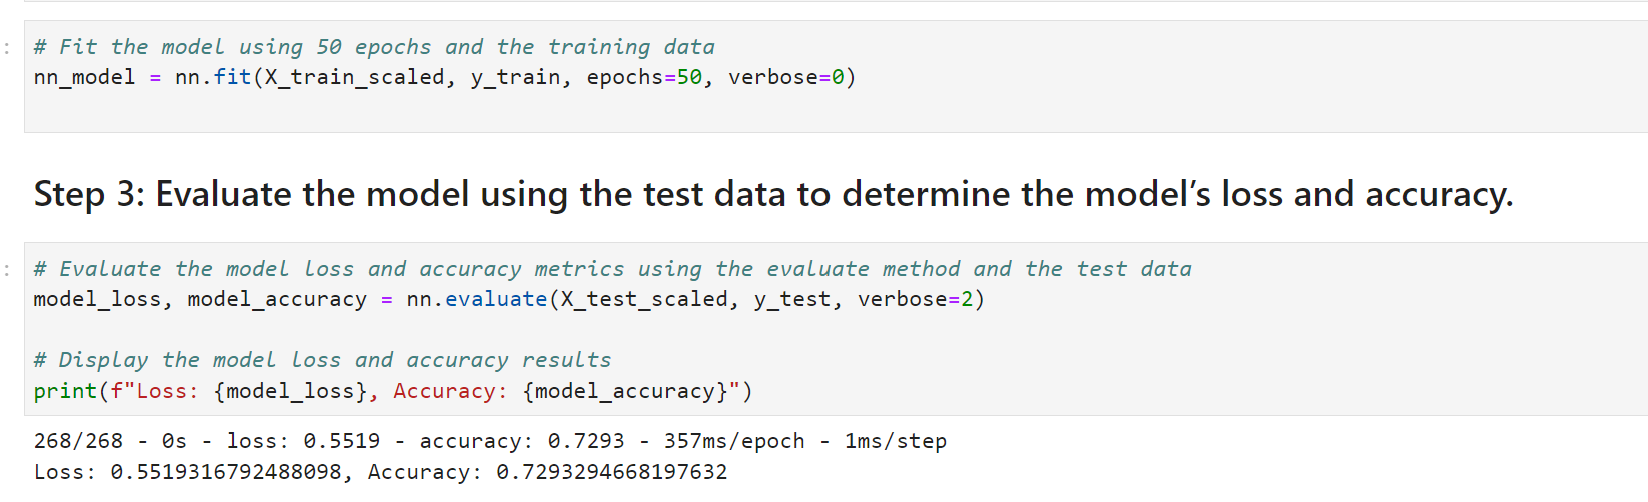 # Fit the model using 50 epochs and the training data
nn_model = nn.fit(X_train_scaled, y_train, epochs=50, verbose=0)
Step 3: Evaluate the model using the test data to determine the model’s loss and accuracy.
# Evaluate the model loss and accuracy metrics using the evaluate method and the test data
model_loss, model_accuracy = nn.evaluate(X_test_scaled, y_test, verbose=2)
# Display the model loss and accuracy results
print(f"Loss: {model_loss}, Accuracy: {model_accuracy}")
268/268 - 0s - loss: 0.5519 - accuracy: 0.7293 - 357ms/epoch - 1ms/step
Loss: 0.5519316792488098, Accuracy: 0.7293294668197632